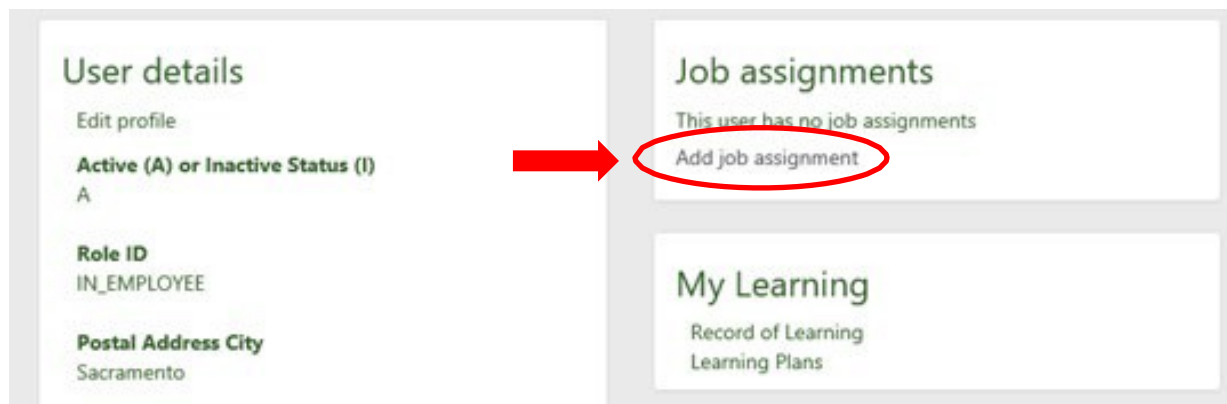 User details
Edit profile
Active (A) or Inactive Status (I)
A
Role ID
IN_EMPLOYEE
Postal Address City
Sacramento
Job assignments
This user has no job assignments
Add job assignment
My Learning
Record of Learning
Learning Plans